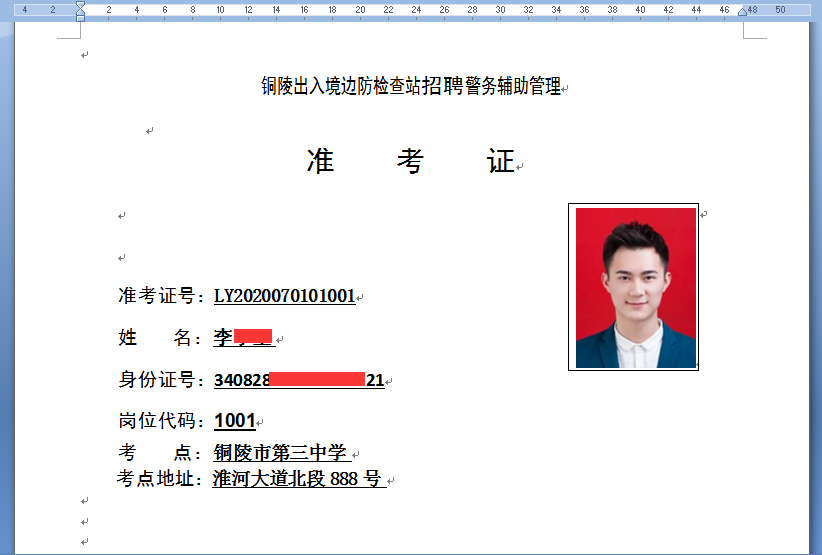 4 2 2 4 6 8 10 12 14 16 18 20 22 24 26 28 30 32 34 36 38 40 42 44 46 48 50
铜陵出入境边防检查站招聘警务辅助管理
准 考 证
准考证号：LY2020070101001
姓 名：李
身份证号：340828 21
岗位代码：1001
考 点：铜陵市第三中学
考点地址：淮河大道北段 888 号